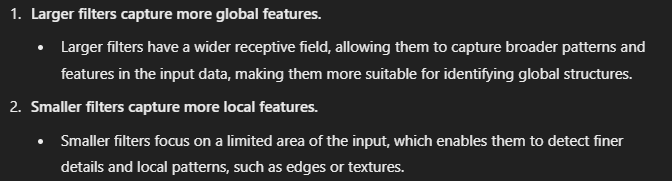 1. Larger filters capture more global features.
• Larger filters have a wider receptive field, allowing them to capture broader patterns and
features in the input data, making them more suitable for identifying global structures.
2. Smaller filters capture more local features.
• Smaller filters focus on a limited area of the input, which enables them to detect finer
details and local patterns, such as edges or textures.